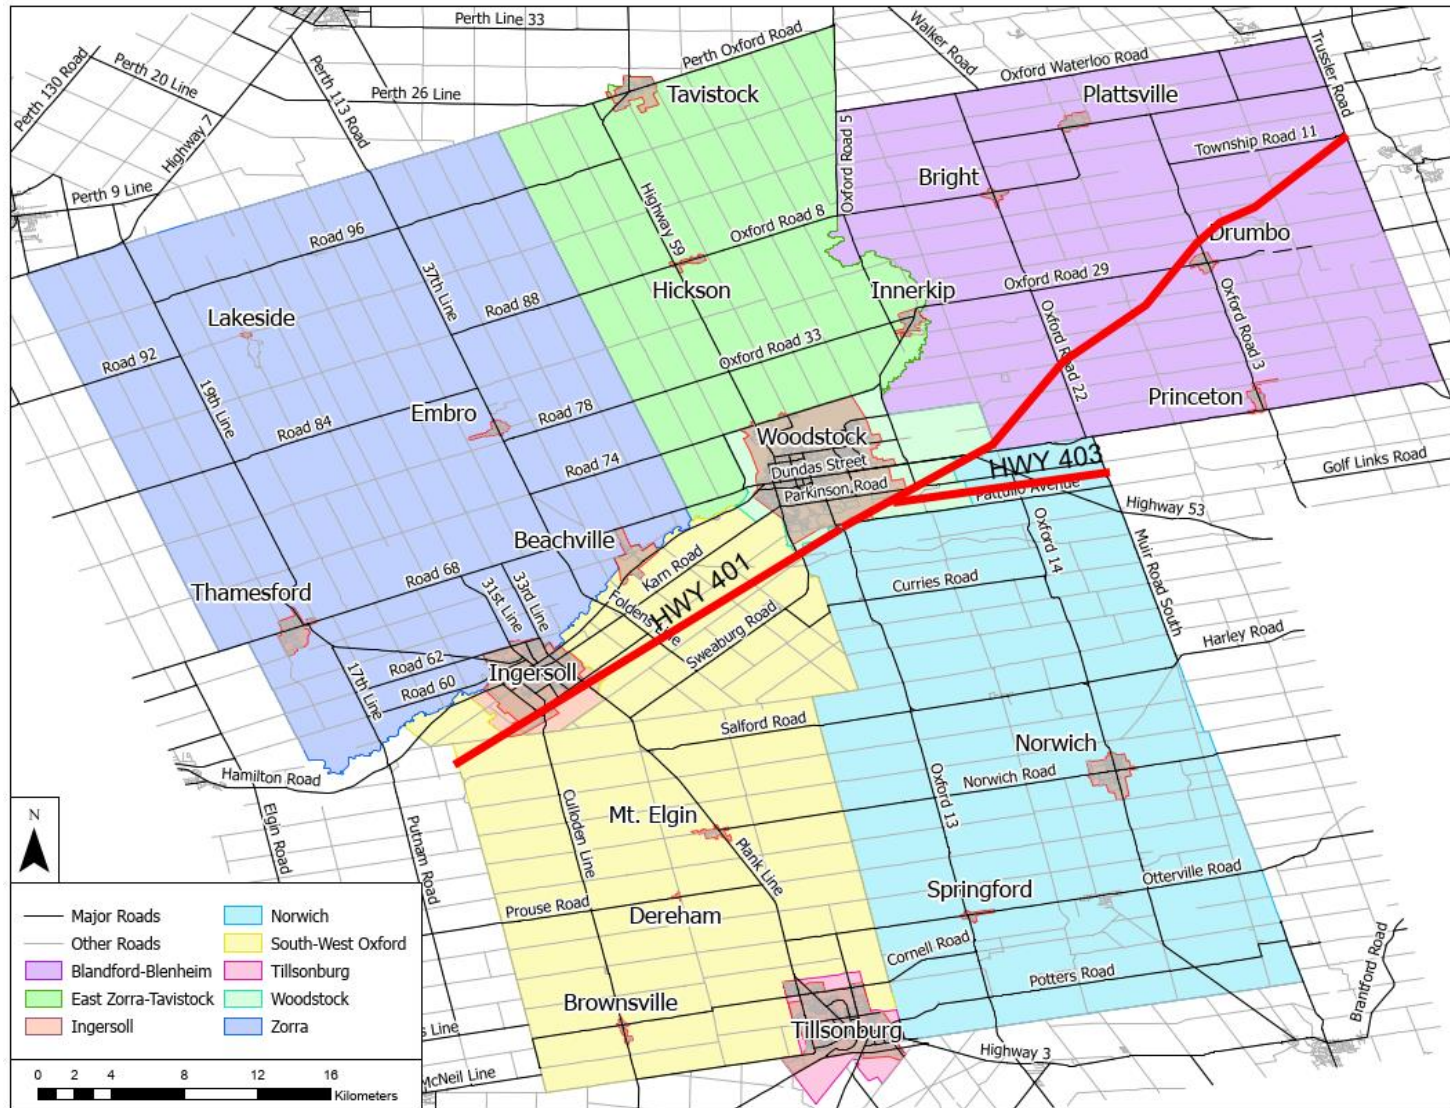 Perth Line 33
Walker Road
Trussler Road
Perth 130 Road
Perth 20 Line
Perth 113 Road
Perth Oxford Road
Oxford Waterloo Road
Perth 26 Line
Tavistock
Plattsville
Highway 7
Oxford Road 5
Township Road 11
Perth 9 Line
Highway 59
Bright
Road 96
Oxford Road 8
Drumbo
37th Line
Hickson
Innerkip
Oxford Road 29
Lakeside
Road 88
Oxford Road 3
Road 92
Oxford Road 33
Oxford Road 22
19th Line
Embro
Road 78
Princeton
Road 84
Woodstock
Road 74
Dundas Street
HWY 403
Golf Links Road
Parkinson Road
Pattullo Avenue
Highway 53
Beachville
Oxford 14
Karn Road
Muir Road South
Road 68
31st Line
33rd Line
HWY 401
Curries Road
Thamesford
Foldens Line
Sweaburg Road
Harley Road
Road 62
Ingersoll
Road 60
17th Line
Salford Road
Norwich
Hamilton Road
Norwich Road
Oxford 13
N
Elgin Road
Putnam Road
Culloden Line
Mt. Elgin
Plank Line
Otterville Road
Springford
Prouse Road
Dereham
Cornell Road
Potters Road
Brantford Road
Brownsville
Tillsonburg
s Line
Highway 3
McNeil Line
Major Roads
Norwich
Other Roads
South-West Oxford
Blandford-Blenheim
Tillsonburg
East Zorra-Tavistock
Woodstock
Ingersoll
Zorra
0 2 4 8 12 16
Kilometers